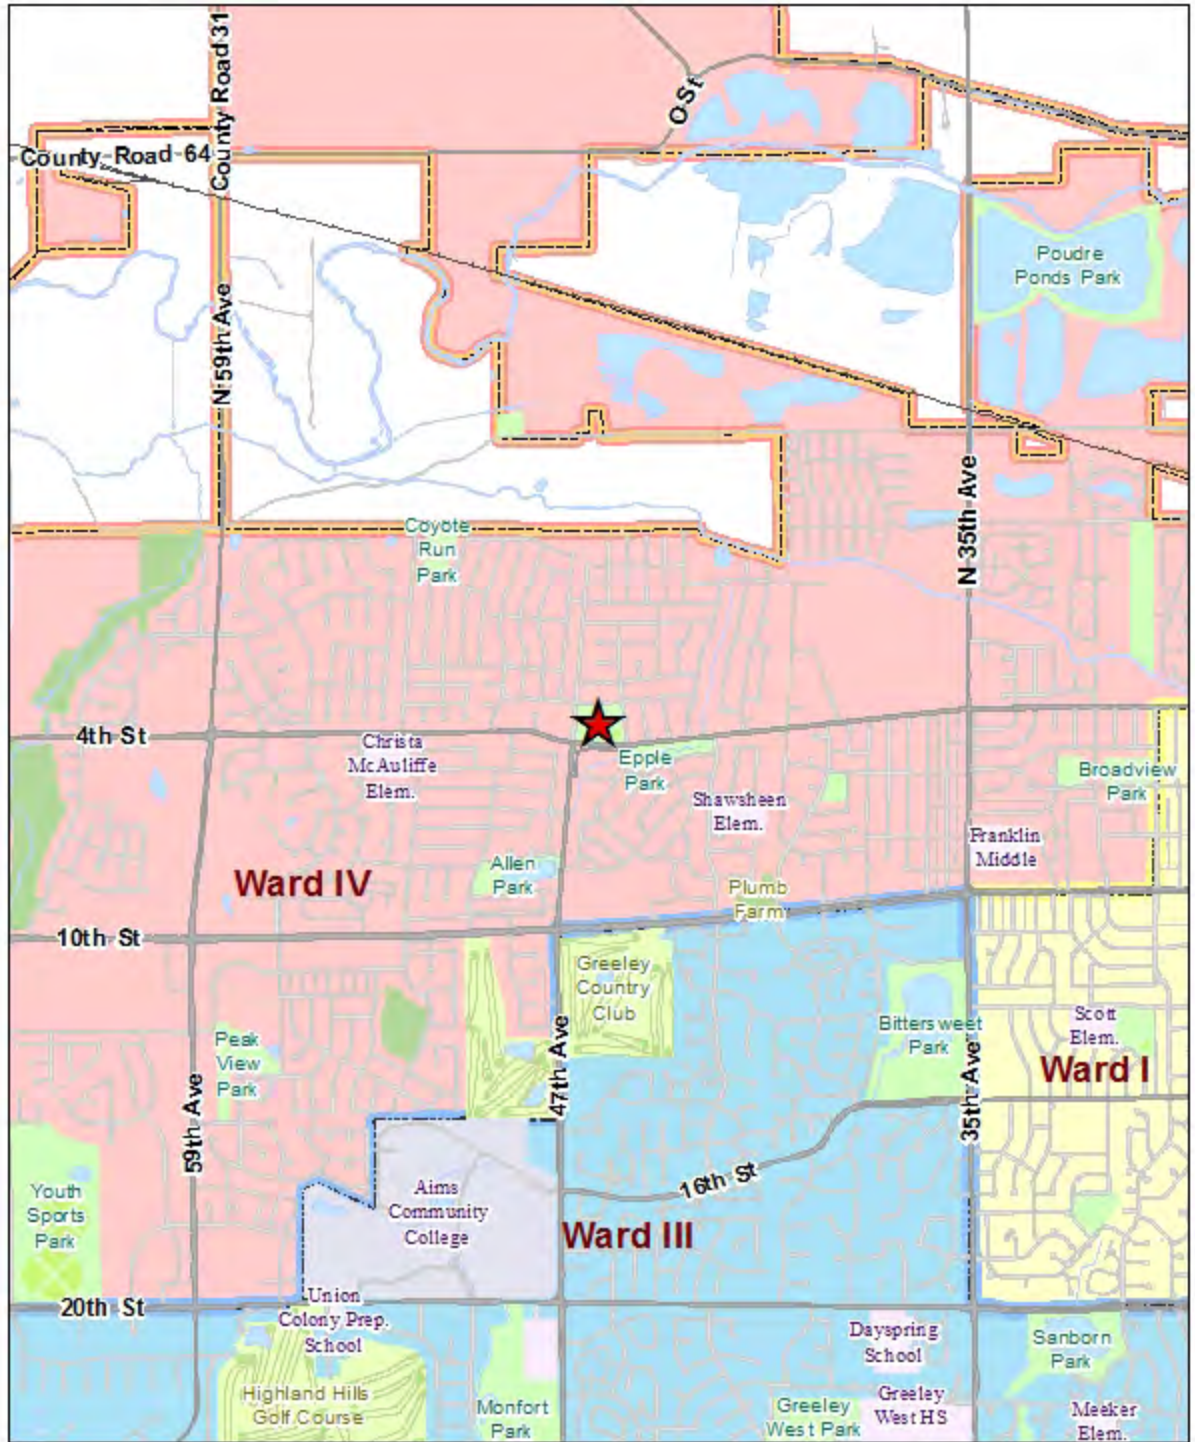 County Road 31
O St
County Road 64
Poudre
Ponds Park
N 59th Ave
N 35th Ave
Coyote
Run
Park
4th St
Christa
McAuliffe
Elem.
Epple
Park
Broadview
Park
Shawsheen
Elem.
Franklin
Middle
Allen
Park
Ward IV
Plumb
Farm
10th St
Greeley
Country
Club
Bittersweet
Park
Scott
Elem.
Peak
View
Park
47th Ave
Ward I
59th Ave
35th Ave
16th St
Youth
Sports
Park
Aims
Community
College
Ward III
20th St
Union
Colony Prep.
School
Dayspring
School
Sanborn
Park
Highland Hills
Golf Course
Monfort
Park
Greeley
West Park
Greeley
West HS
Meeker
Elem.